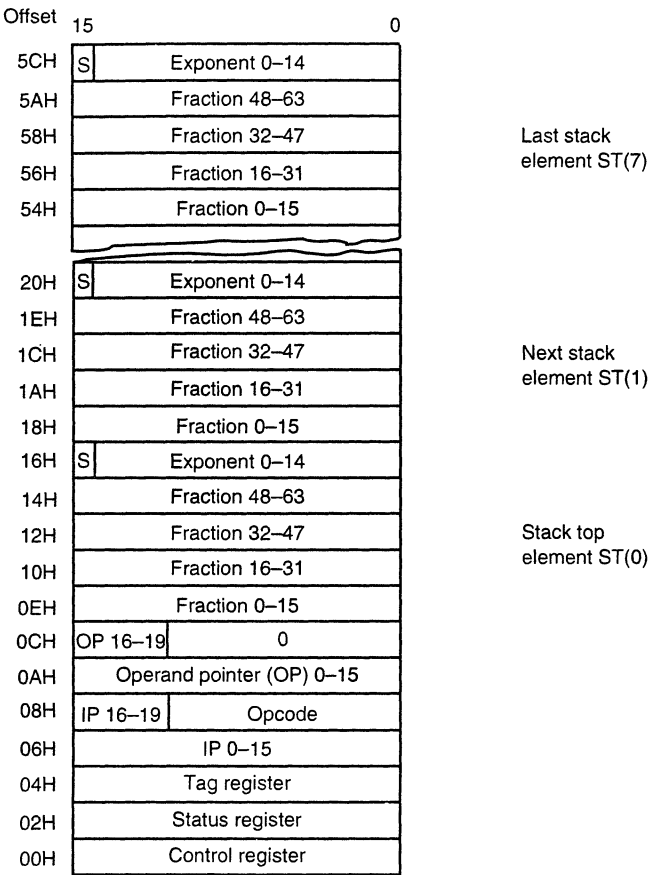 Offset 15 0
5CH S Exponent 0–14
5AH Fraction 48–63
58H Fraction 32–47 Last stack
element ST(7)
56H Fraction 16–31
54H Fraction 0–15
20H S Exponent 0–14
1EH Fraction 48–63
1CH Fraction 32–47 Next stack
element ST(1)
1AH Fraction 16–31
18H Fraction 0–15
16H S Exponent 0–14
14H Fraction 48–63
12H Fraction 32–47 Stack top
element ST(0)
10H Fraction 16–31
0EH Fraction 0–15
0CH OP 16–19 0
0AH Operand pointer (OP) 0–15
08H IP 16–19 Opcode
06H IP 0–15
04H Tag register
02H Status register
00H Control register